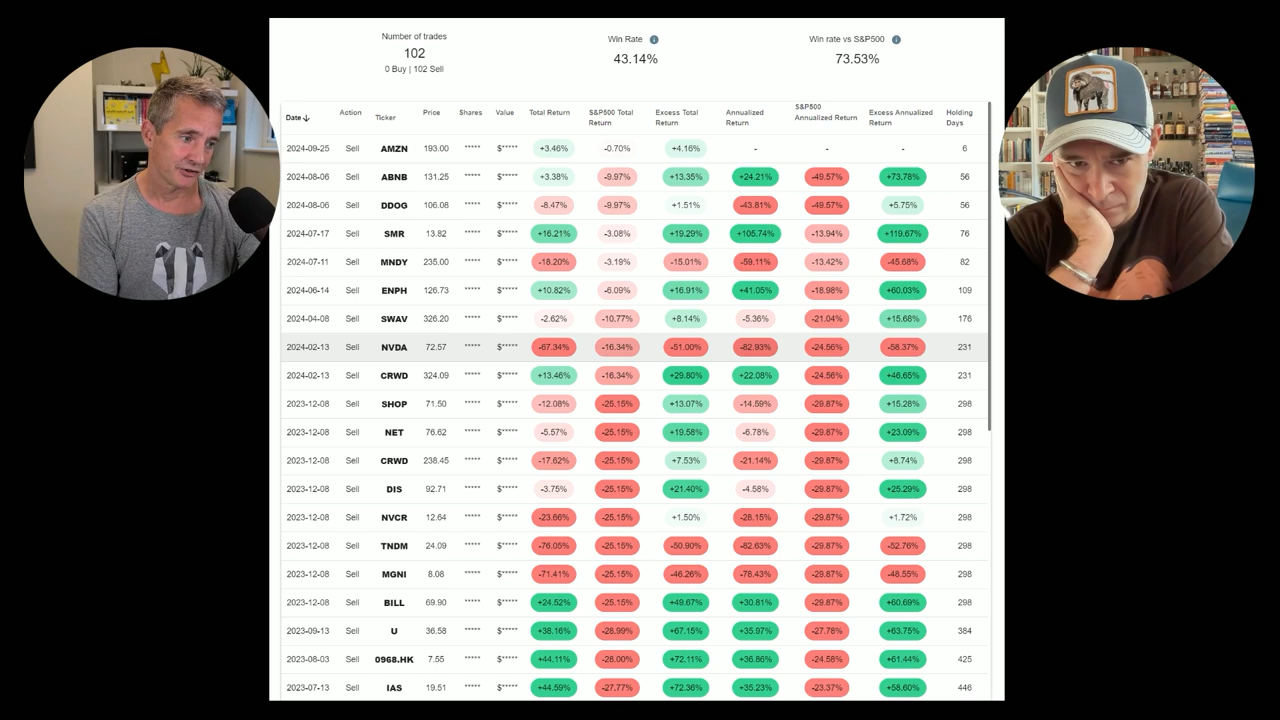 Number of trades
102
0 Buy | 102 Sell
Win Rate
43.14%
Win rate vs S&P500
73.53%
Date Action Ticker Price Shares Value Total Return S&P500 Total Return Excess Total Return Annualized Return S&P500 Annualized Return Excess Annualized Return Holding Days
2024-09-25 Sell AMZN 193.00 ***** $***** +3.46% -0.70% +4.16% - - - 6
2024-08-06 Sell ABNB 131.25 ***** $***** +3.38% -9.97% +13.35% +24.21% -49.57% +73.78% 56
2024-08-06 Sell DDOG 106.08 ***** $***** -8.47% -9.97% +1.51% -43.81% -49.57% +5.75% 56
2024-07-17 Sell SMR 13.82 ***** $***** +16.21% -3.08% +19.29% +105.74% -13.94% +119.67% 76
2024-07-11 Sell MNDY 235.00 ***** $***** -18.20% -3.19% -15.01% -59.11% -13.42% -45.68% 82
2024-06-14 Sell ENPH 126.73 ***** $***** +10.82% -6.09% +16.91% +41.05% -18.98% +60.03% 109
2024-04-08 Sell SWAV 326.20 ***** $***** -2.62% -10.77% +8.14% -5.36% -21.04% +15.68% 176
2024-02-13 Sell NVDA 72.57 ***** $***** -67.34% -16.34% -51.00% -82.93% -24.56% -58.37% 231
2024-02-13 Sell CRWD 324.09 ***** $***** +13.46% -16.34% +29.80% +22.08% -24.56% +46.65% 231
2023-12-08 Sell SHOP 71.50 ***** $***** -12.08% -25.15% +13.07% -14.59% -29.87% +15.28% 298
2023-12-08 Sell NET 76.62 ***** $***** -5.57% -25.15% +19.58% -6.78% -29.87% +23.09% 298
2023-12-08 Sell CRWD 238.45 ***** $***** -17.62% -25.15% +7.53% -21.14% -29.87% +8.74% 298
2023-12-08 Sell DIS 92.71 ***** $***** -3.75% -25.15% +21.40% -4.58% -29.87% +25.29% 298
2023-12-08 Sell NVCR 12.64 ***** $***** -23.66% -25.15% +1.50% -28.15% -29.87% +1.72% 298
2023-12-08 Sell TNDM 24.09 ***** $***** -76.05% -25.15% -50.90% -82.63% -29.87% -52.76% 298
2023-12-08 Sell MGNI 8.08 ***** $***** -71.41% -25.15% -46.26% -78.43% -29.87% -48.55% 298
2023-12-08 Sell BILL 69.90 ***** $***** +24.52% -25.15% +49.67% +30.81% -29.87% +60.69% 298
2023-09-13 Sell U 36.58 ***** $***** +38.16% -28.99% +67.15% +35.97% -27.78% +63.75% 384
2023-08-03 Sell 0968.HK 7.55 ***** $***** +44.11% -28.00% +72.11% +36.86% -24.58% +61.44% 425
2023-07-13 Sell IAS 19.51 ***** $***** +44.59% -27.77% +72.36% +35.23% -23.37% +58.60% 446